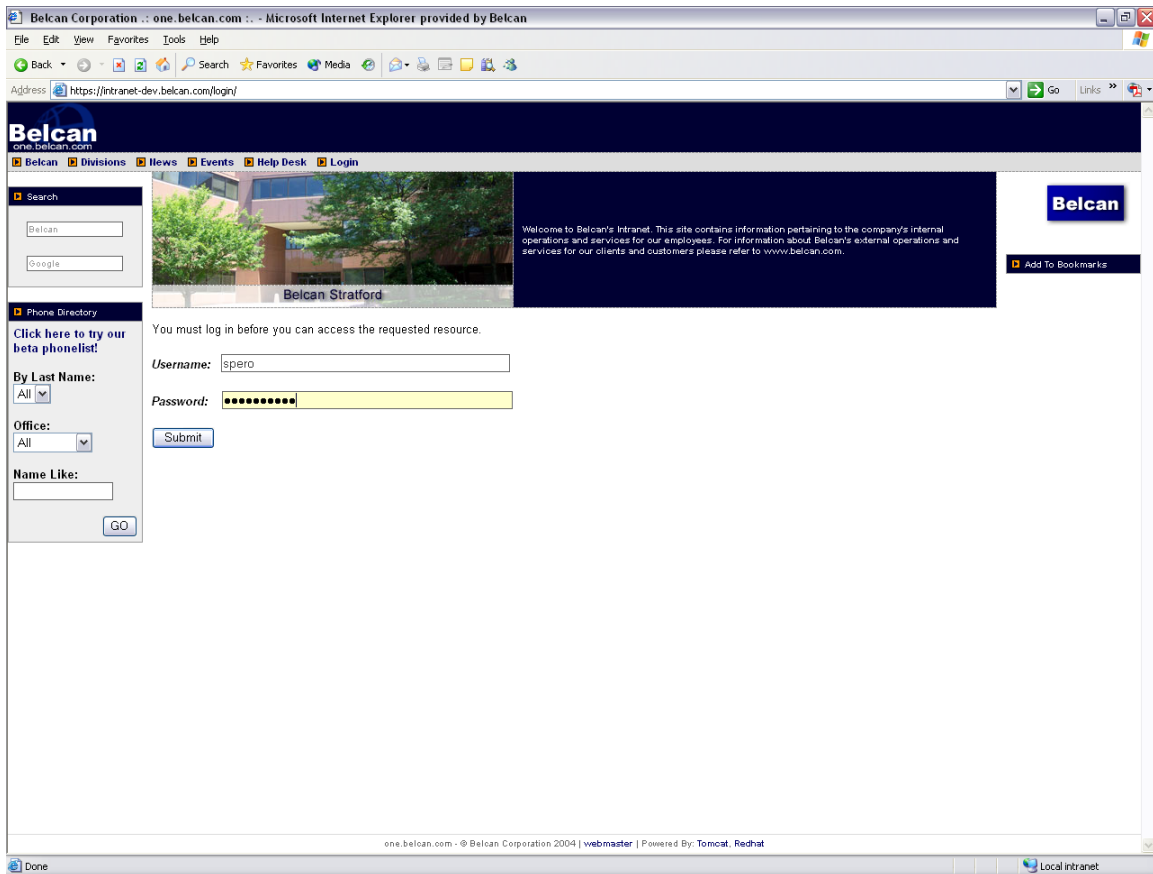 Belcan Corporation .: one.belcan.com :. - Microsoft Internet Explorer provided by Belcan
File Edit View Favorites Tools Help
Back Search Favorites Media
Address https://intranet-dev.belcan.com/login/ Go Links »
Belcan
one.belcan.com
Belcan Divisions News Events Help Desk Login
Search
Belcan
Google
Phone Directory
Click here to try our
beta phonelist!
By Last Name:
All
Office:
All
Name Like:
GO
Belcan Stratford
Welcome to Belcan's Intranet. This site contains information pertaining to the company's internal
operations and services for our employees. For information about Belcan's external operations and
services for our clients and customers please refer to www.belcan.com.
You must log in before you can access the requested resource.
Username: spero
Password: ••••••••••
Submit
Belcan
Add To Bookmarks
one.belcan.com - © Belcan Corporation 2004 | webmaster | Powered By: Tomcat, Redhat
Done Local intranet